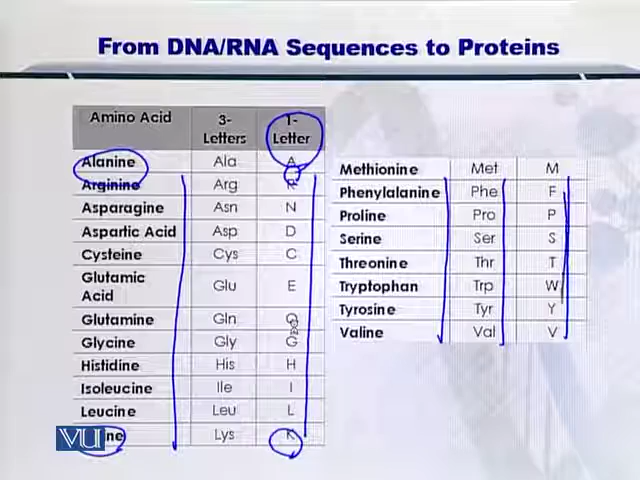 From DNA/RNA Sequences to Proteins
Amino Acid 3-Letters 1-Letter
Alanine Ala A
Arginine Arg R
Asparagine Asn N
Aspartic Acid Asp D
Cysteine Cys C
Glutamic Acid Glu E
Glutamine Gln Q
Glycine Gly G
Histidine His H
Isoleucine Ile I
Leucine Leu L
Lys K
Methionine Met M
Phenylalanine Phe F
Proline Pro P
Serine Ser S
Threonine Thr T
Tryptophan Trp W
Tyrosine Tyr Y
Valine Val V
VU